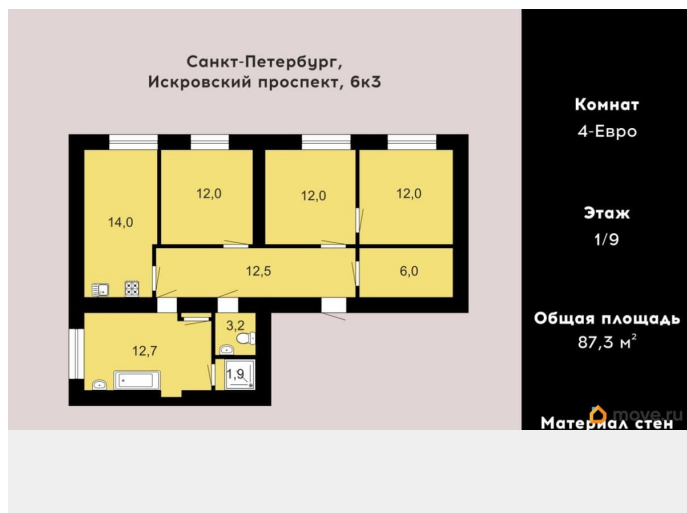 Санкт-Петербург,
Искровский проспект, 6к3
Комнат
4-Евро
Этаж
1/9
Общая площадь
87,3 м²
Материал стен
move.ru
14,0
12,0
12,0
12,0
12,5
6,0
3,2
12,7
1,9